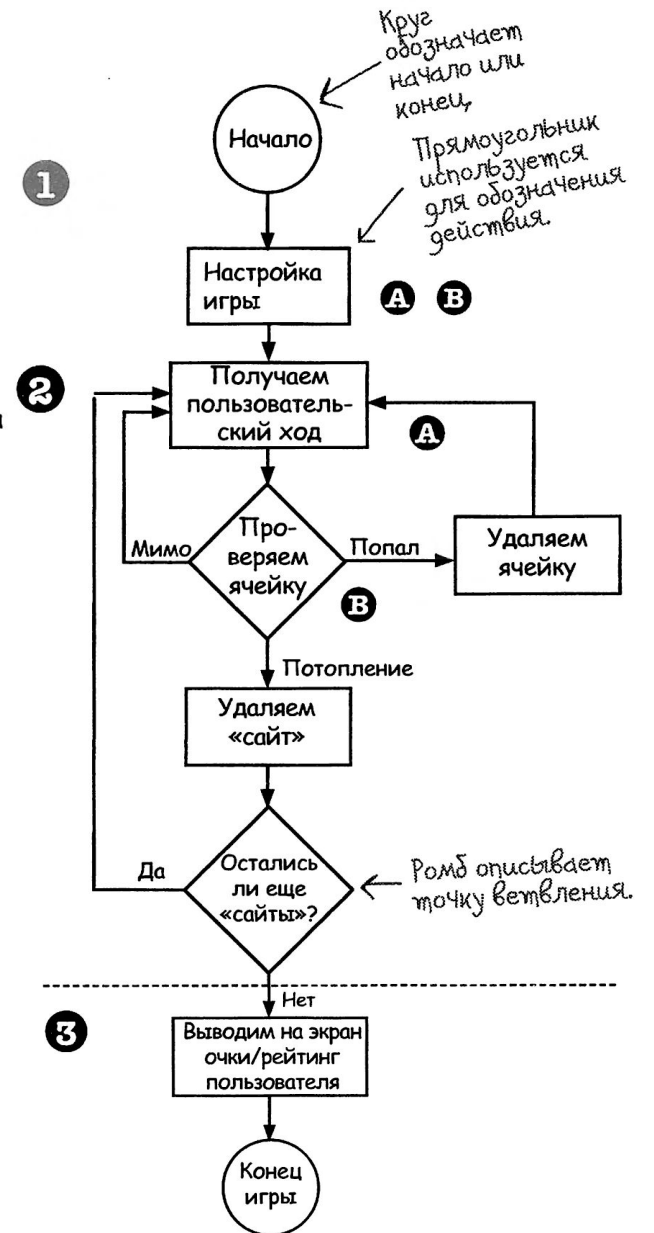 Круг
обозначает
начало или
конец.
Начало
Прямоугольник
используется
для обозначения
действия.
1
Настройка
игры
A B
2
Получаем
пользователь-
ский ход
A
Мимо
Про-
веряем
ячейку
Попал
Удаляем
ячейку
B
Потопление
Удаляем
«сайт»
Да
Остались
ли еще
«сайты»?
Ромб описывает
точку ветвления.
Нет
3
Выводим на экран
очки/рейтинг
пользователя
Конец
игры